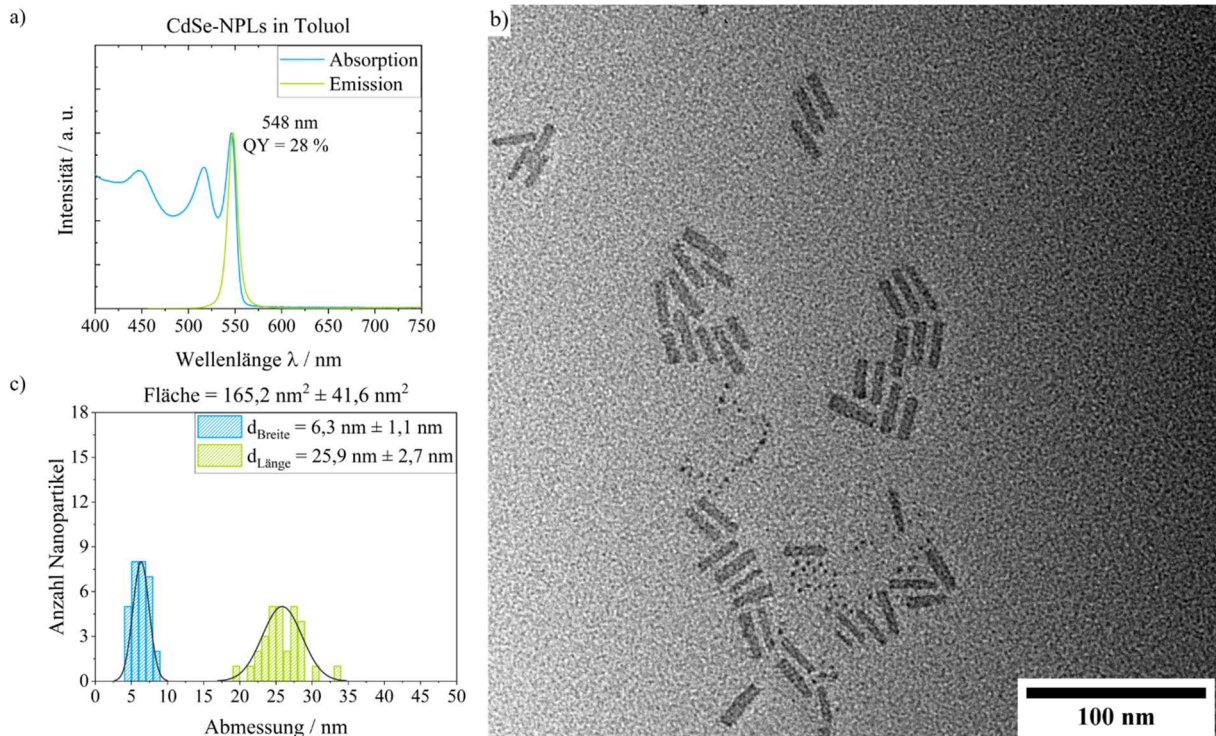 a)
CdSe-NPLs in Toluol
Absorption
Emission
548 nm
QY = 28 %
Intensität / a. u.
400 450 500 550 600 650 700 750
Wellenlänge λ / nm
b)
100 nm
c)
Fläche = 165,2 nm² ± 41,6 nm²
18
15
12
9
6
3
0
d_Breite = 6,3 nm ± 1,1 nm
d_Länge = 25,9 nm ± 2,7 nm
Anzahl Nanopartikel
0 5 10 15 20 25 30 35 40 45 50
Abmessung / nm